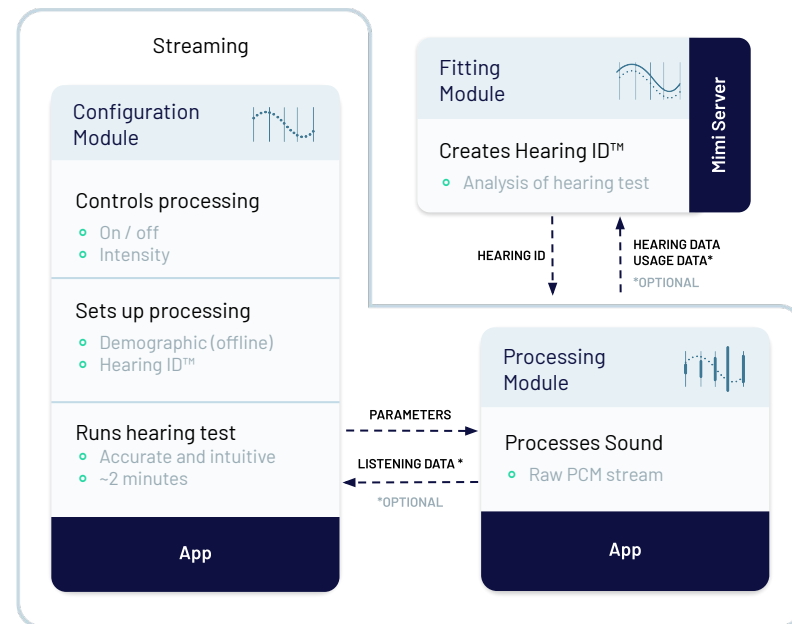 Streaming
Configuration
Module
Controls processing
On / off
Intensity
Sets up processing
Demographic (offline)
Hearing ID™
Runs hearing test
Accurate and intuitive
~2 minutes
App
Fitting
Module
Creates Hearing ID™
Analysis of hearing test
Mimi Server
HEARING ID
HEARING DATA
USAGE DATA*
*OPTIONAL
PARAMETERS
LISTENING DATA *
*OPTIONAL
Processing
Module
Processes Sound
Raw PCM stream
App